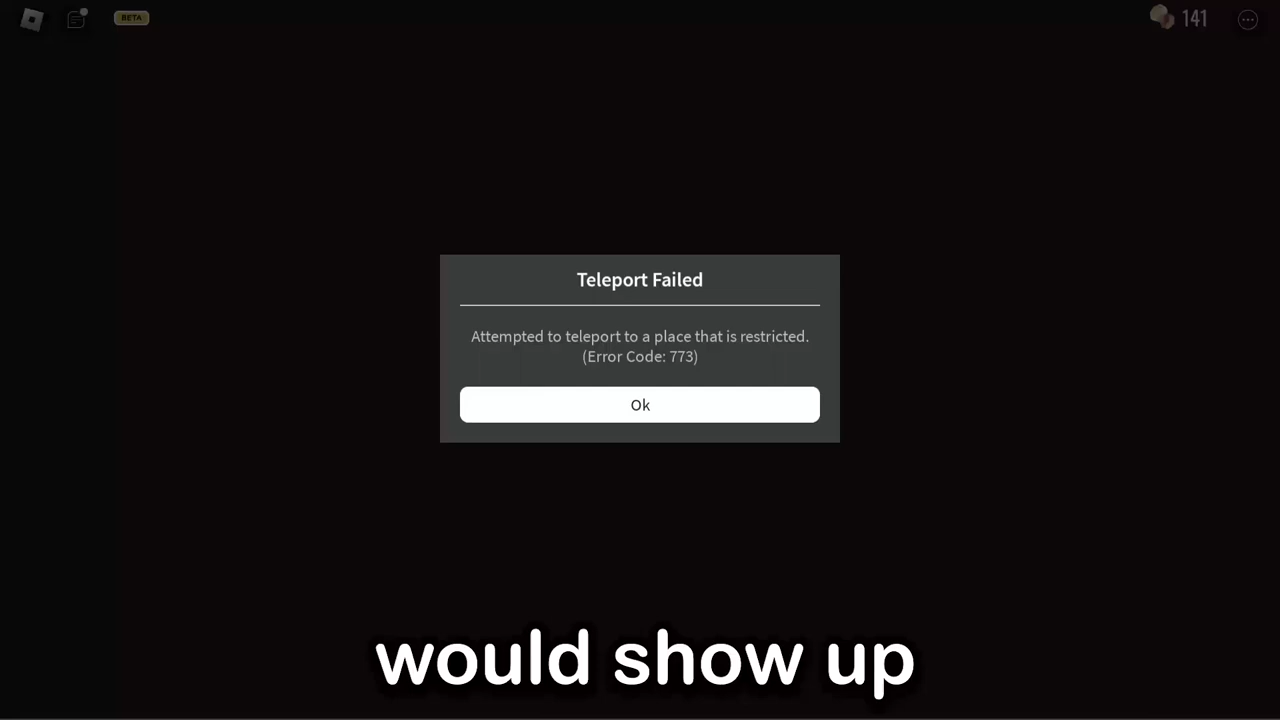 BETA
141
Teleport Failed
Attempted to teleport to a place that is restricted.
(Error Code: 773)
Ok
would show up